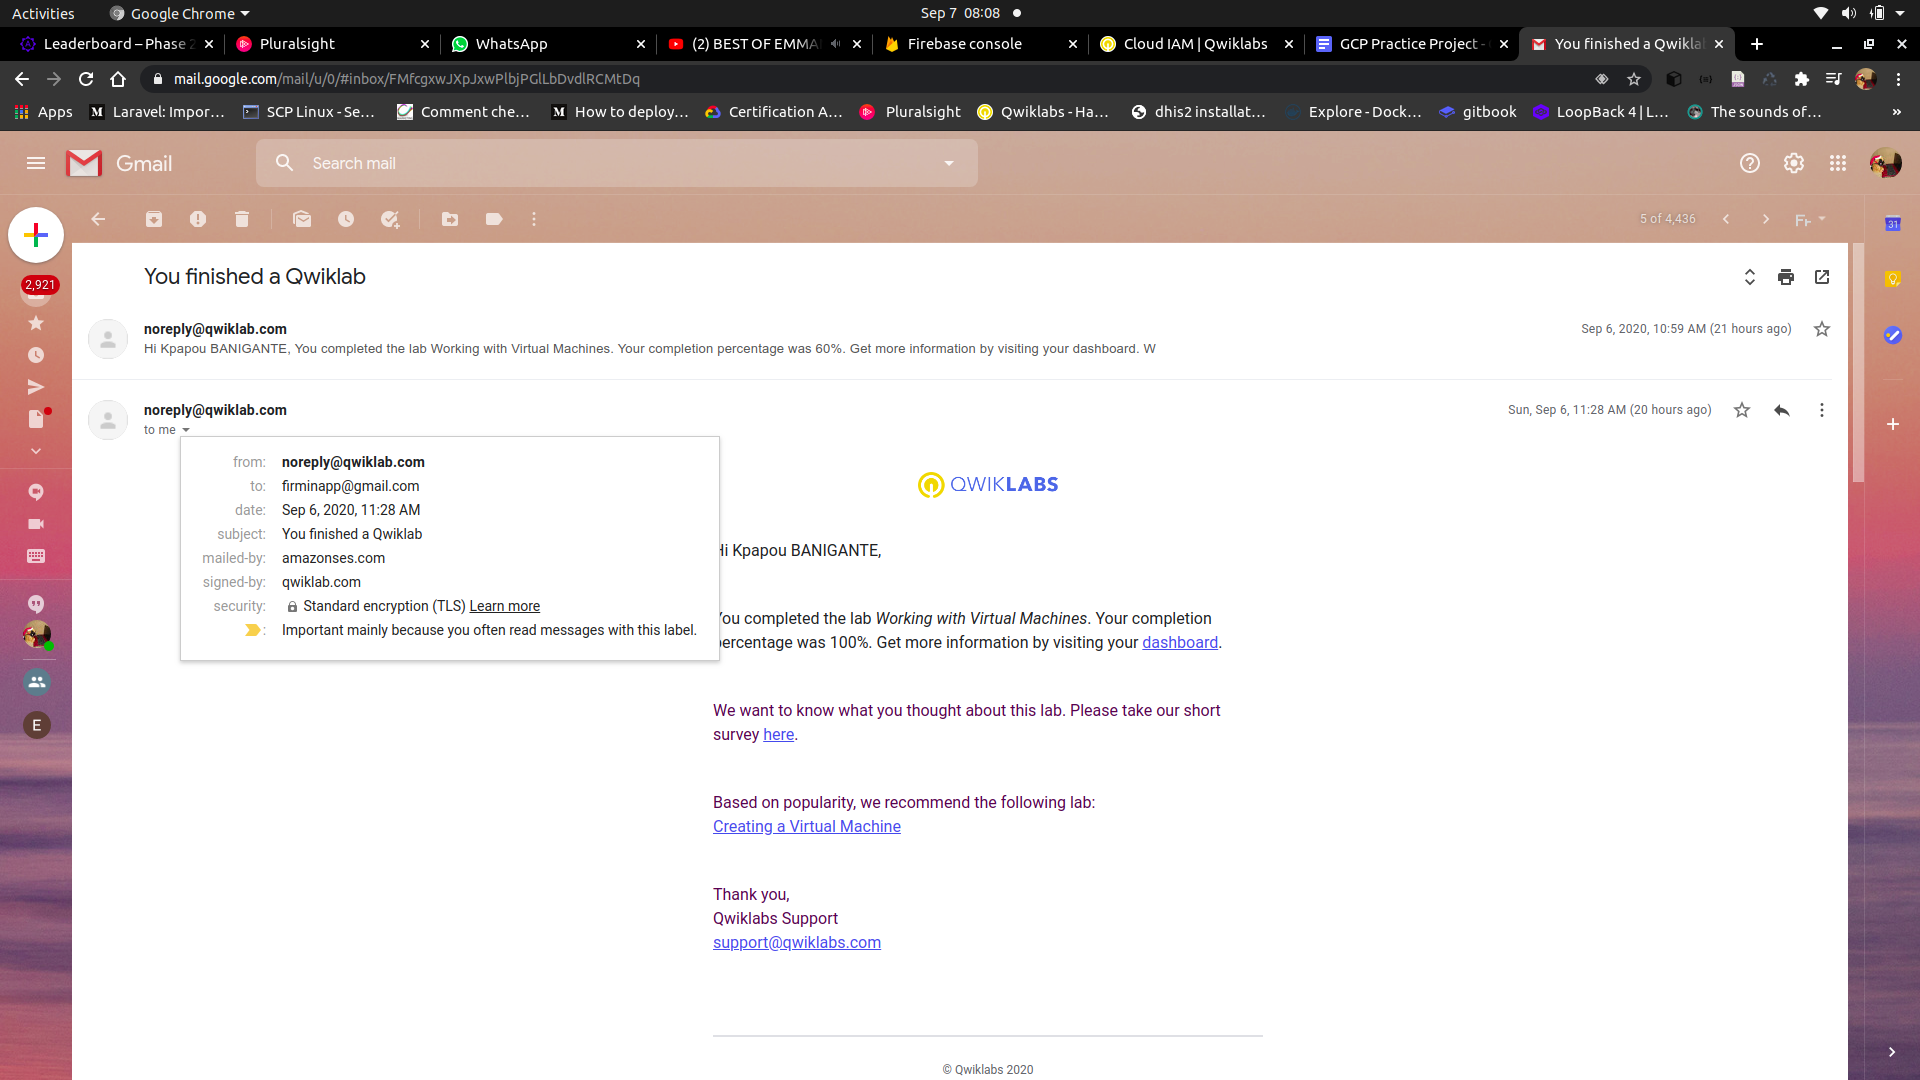 Activities Google Chrome Sep 7 08:08
Leaderboard – Phase 2 Pluralsight WhatsApp (2) BEST OF EMMA Firebase console Cloud IAM | Qwiklabs GCP Practice Project - You finished a Qwikla
mail.google.com/mail/u/0/#inbox/FMfcgxwJXpJxwPlbjPGlLbDvdlRCMtDq
Apps Laravel: Impor… SCP Linux - Se… Comment che… How to deploy,… Certification A… Pluralsight Qwiklabs - Ha… dhis2 installat… Explore - Dock… gitbook LoopBack 4 | L… The sounds of… »
Gmail Search mail
5 of 4,436
31
2,921
You finished a Qwiklab
noreply@qwiklab.com Sep 6, 2020, 10:59 AM (21 hours ago)
Hi Kpapou BANIGANTE, You completed the lab Working with Virtual Machines. Your completion percentage was 60%. Get more information by visiting your dashboard. W
noreply@qwiklab.com Sun, Sep 6, 11:28 AM (20 hours ago)
to me
from: noreply@qwiklab.com
to: firminapp@gmail.com
date: Sep 6, 2020, 11:28 AM
subject: You finished a Qwiklab
mailed-by: amazonses.com
signed-by: qwiklab.com
security: Standard encryption (TLS) Learn more
: Important mainly because you often read messages with this label.
QWIKLABS
Hi Kpapou BANIGANTE,
You completed the lab Working with Virtual Machines. Your completion
percentage was 100%. Get more information by visiting your dashboard.
We want to know what you thought about this lab. Please take our short
survey here.
Based on popularity, we recommend the following lab:
Creating a Virtual Machine
E
Thank you,
Qwiklabs Support
support@qwiklabs.com
© Qwiklabs 2020